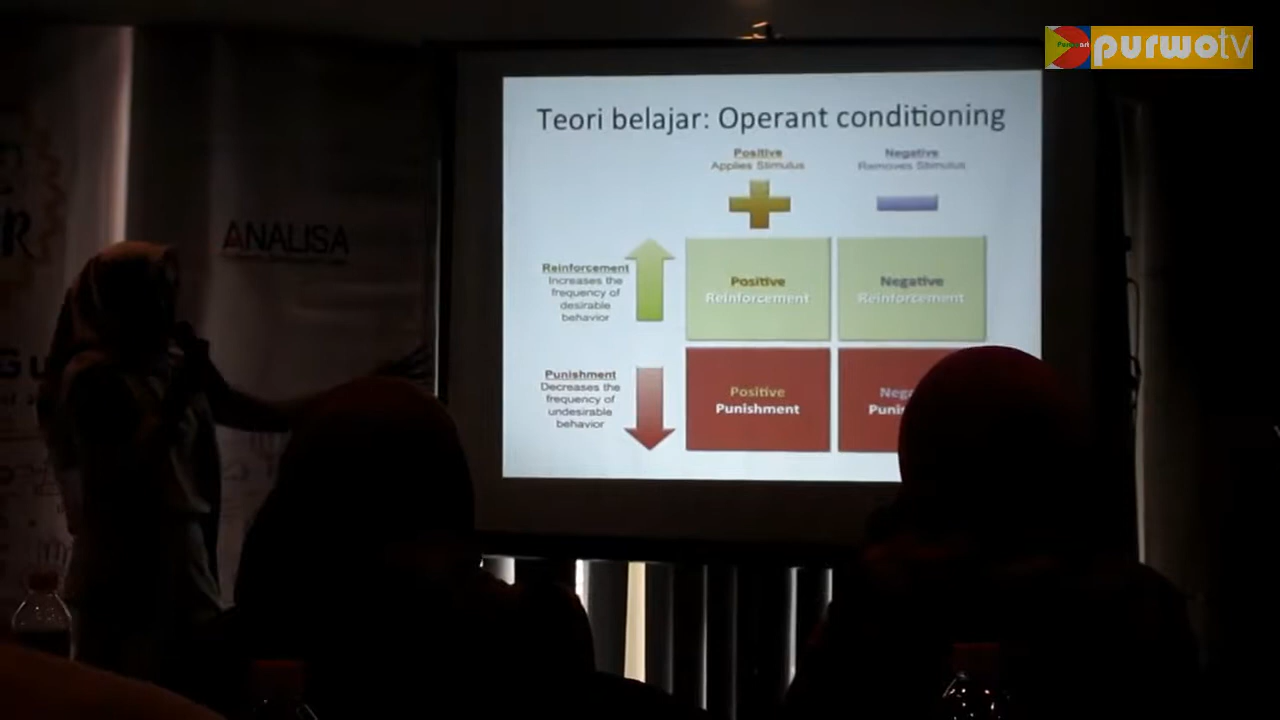 purwotv
Teori belajar: Operant conditioning
Positive
Applies Stimulus
Negative
Removes Stimulus
ANALISA
Reinforcement
Increases the
frequency of
desirable
behavior
Positive
Reinforcement
Negative
Reinforcement
Punishment
Decreases the
frequency of
undesirable
behavior
Positive
Punishment